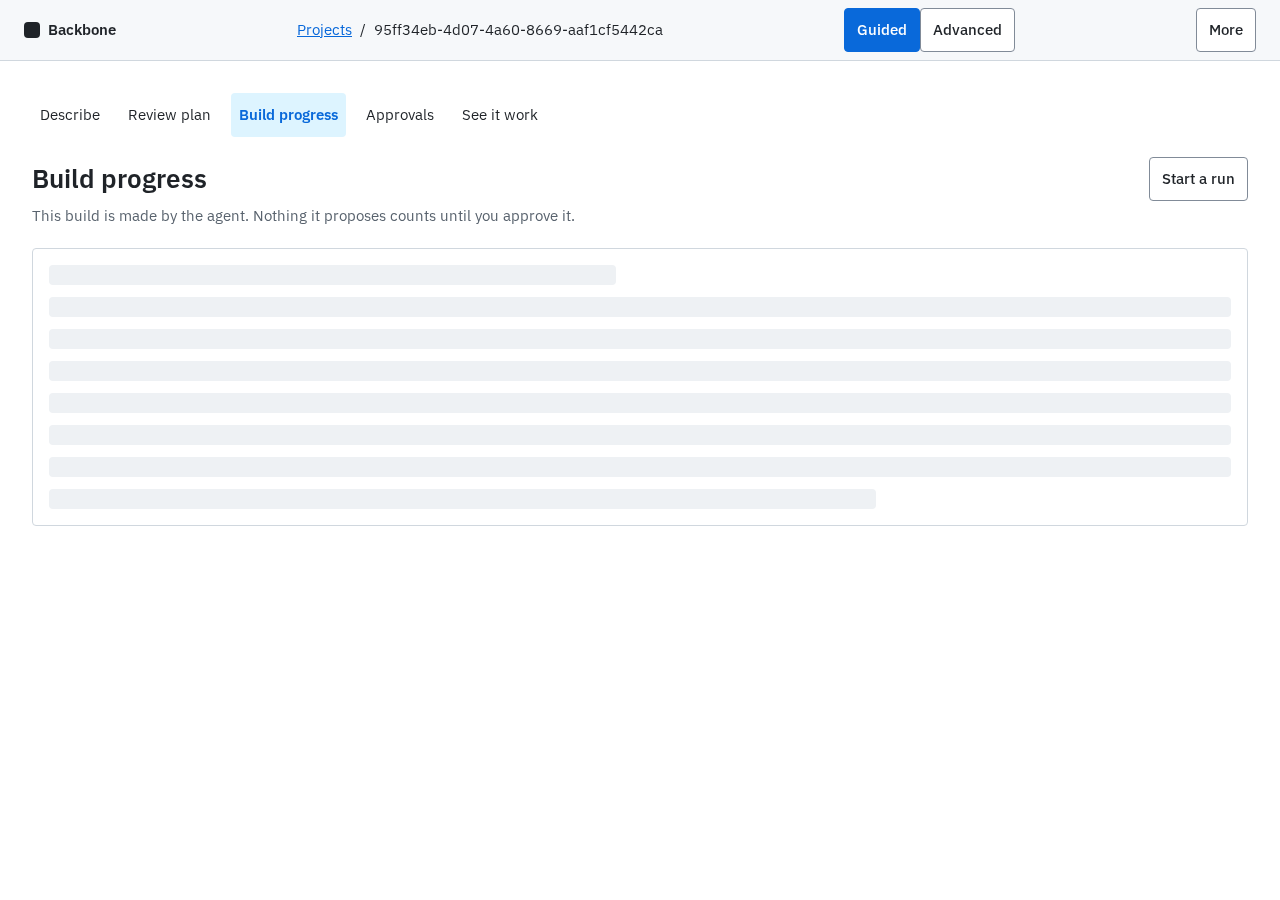 Backbone
Projects / 95ff34eb-4d07-4a60-8669-aaf1cf5442ca
Guided
Advanced
More
Describe
Review plan
Build progress
Approvals
See it work
Build progress
Start a run
This build is made by the agent. Nothing it proposes counts until you approve it.